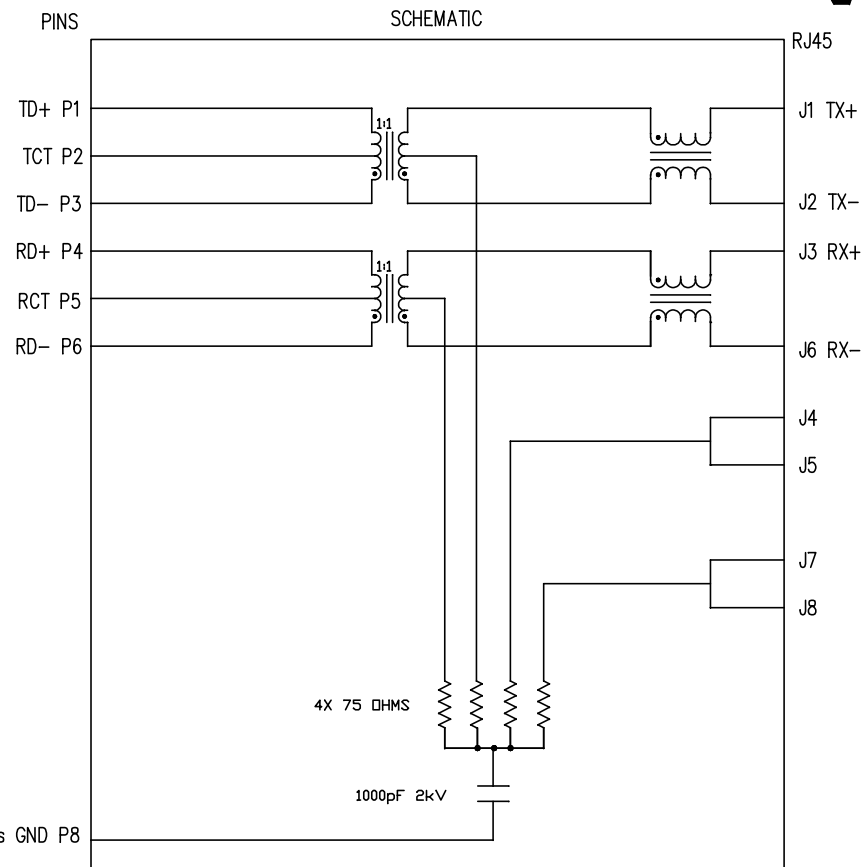 PINS
SCHEMATIC
RJ45
TD+ P1
1:1
J1 TX+
TCT P2
TD- P3
J2 TX-
RD+ P4
1:1
J3 RX+
RCT P5
RD- P6
J6 RX-
J4
J5
J7
J8
4X 75 OHMS
1000pF 2kV
s GND P8